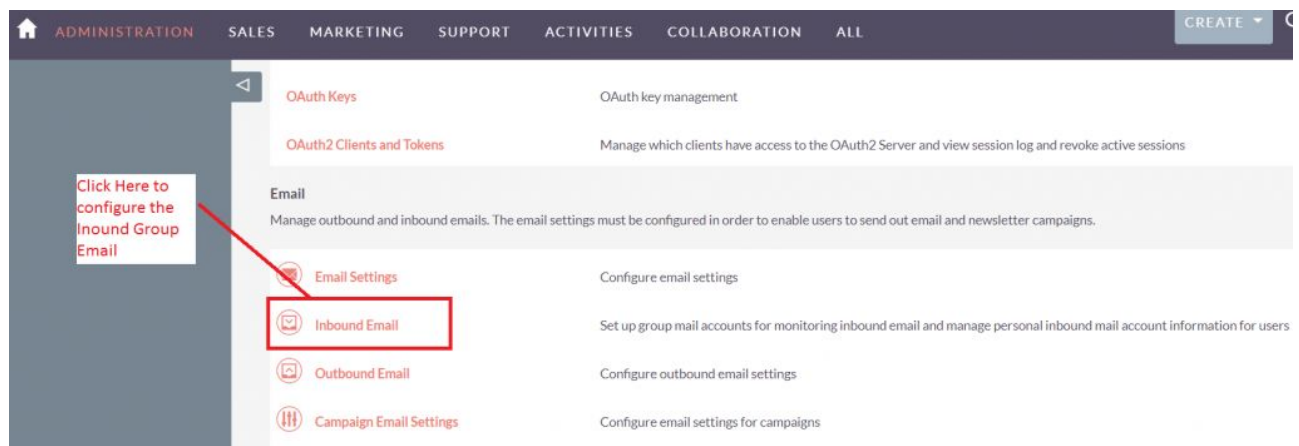 ADMINISTRATION SALES MARKETING SUPPORT ACTIVITIES COLLABORATION ALL CREATE
OAuth Keys OAuth key management
OAuth2 Clients and Tokens Manage which clients have access to the OAuth2 Server and view session log and revoke active sessions
Click Here to
configure the
Inound Group
Email
Email
Manage outbound and inbound emails. The email settings must be configured in order to enable users to send out email and newsletter campaigns.
Email Settings Configure email settings
Inbound Email Set up group mail accounts for monitoring inbound email and manage personal inbound mail account information for users
Outbound Email Configure outbound email settings
Campaign Email Settings Configure email settings for campaigns